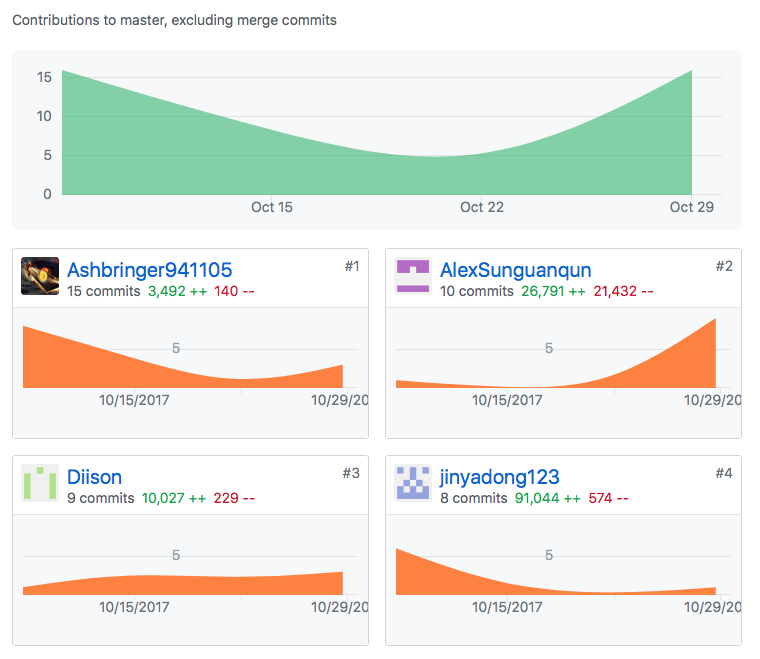 Contributions to master, excluding merge commits
15
10
5
0
Oct 15 Oct 22 Oct 29
Ashbringer941105 #1
15 commits 3,492 ++ 140 --
5
10/15/2017 10/29/20
AlexSunguanqun #2
10 commits 26,791 ++ 21,432 --
5
10/15/2017 10/29/20
Diison #3
9 commits 10,027 ++ 229 --
5
10/15/2017 10/29/20
jinyadong123 #4
8 commits 91,044 ++ 574 --
5
10/15/2017 10/29/20